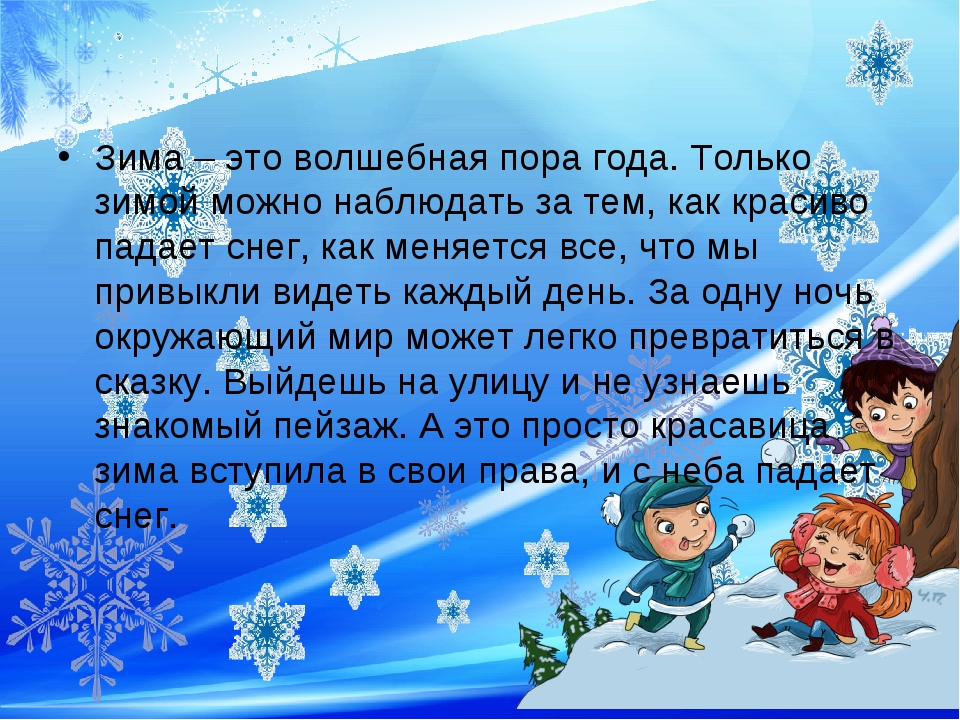 • Зима – это волшебная пора года. Только
зимой можно наблюдать за тем, как красиво
падает снег, как меняется все, что мы
привыкли видеть каждый день. За одну ночь
окружающий мир может легко превратиться в
сказку. Выйдешь на улицу и не узнаешь
знакомый пейзаж. А это просто красавица
зима вступила в свои права, и с неба падает
снег.